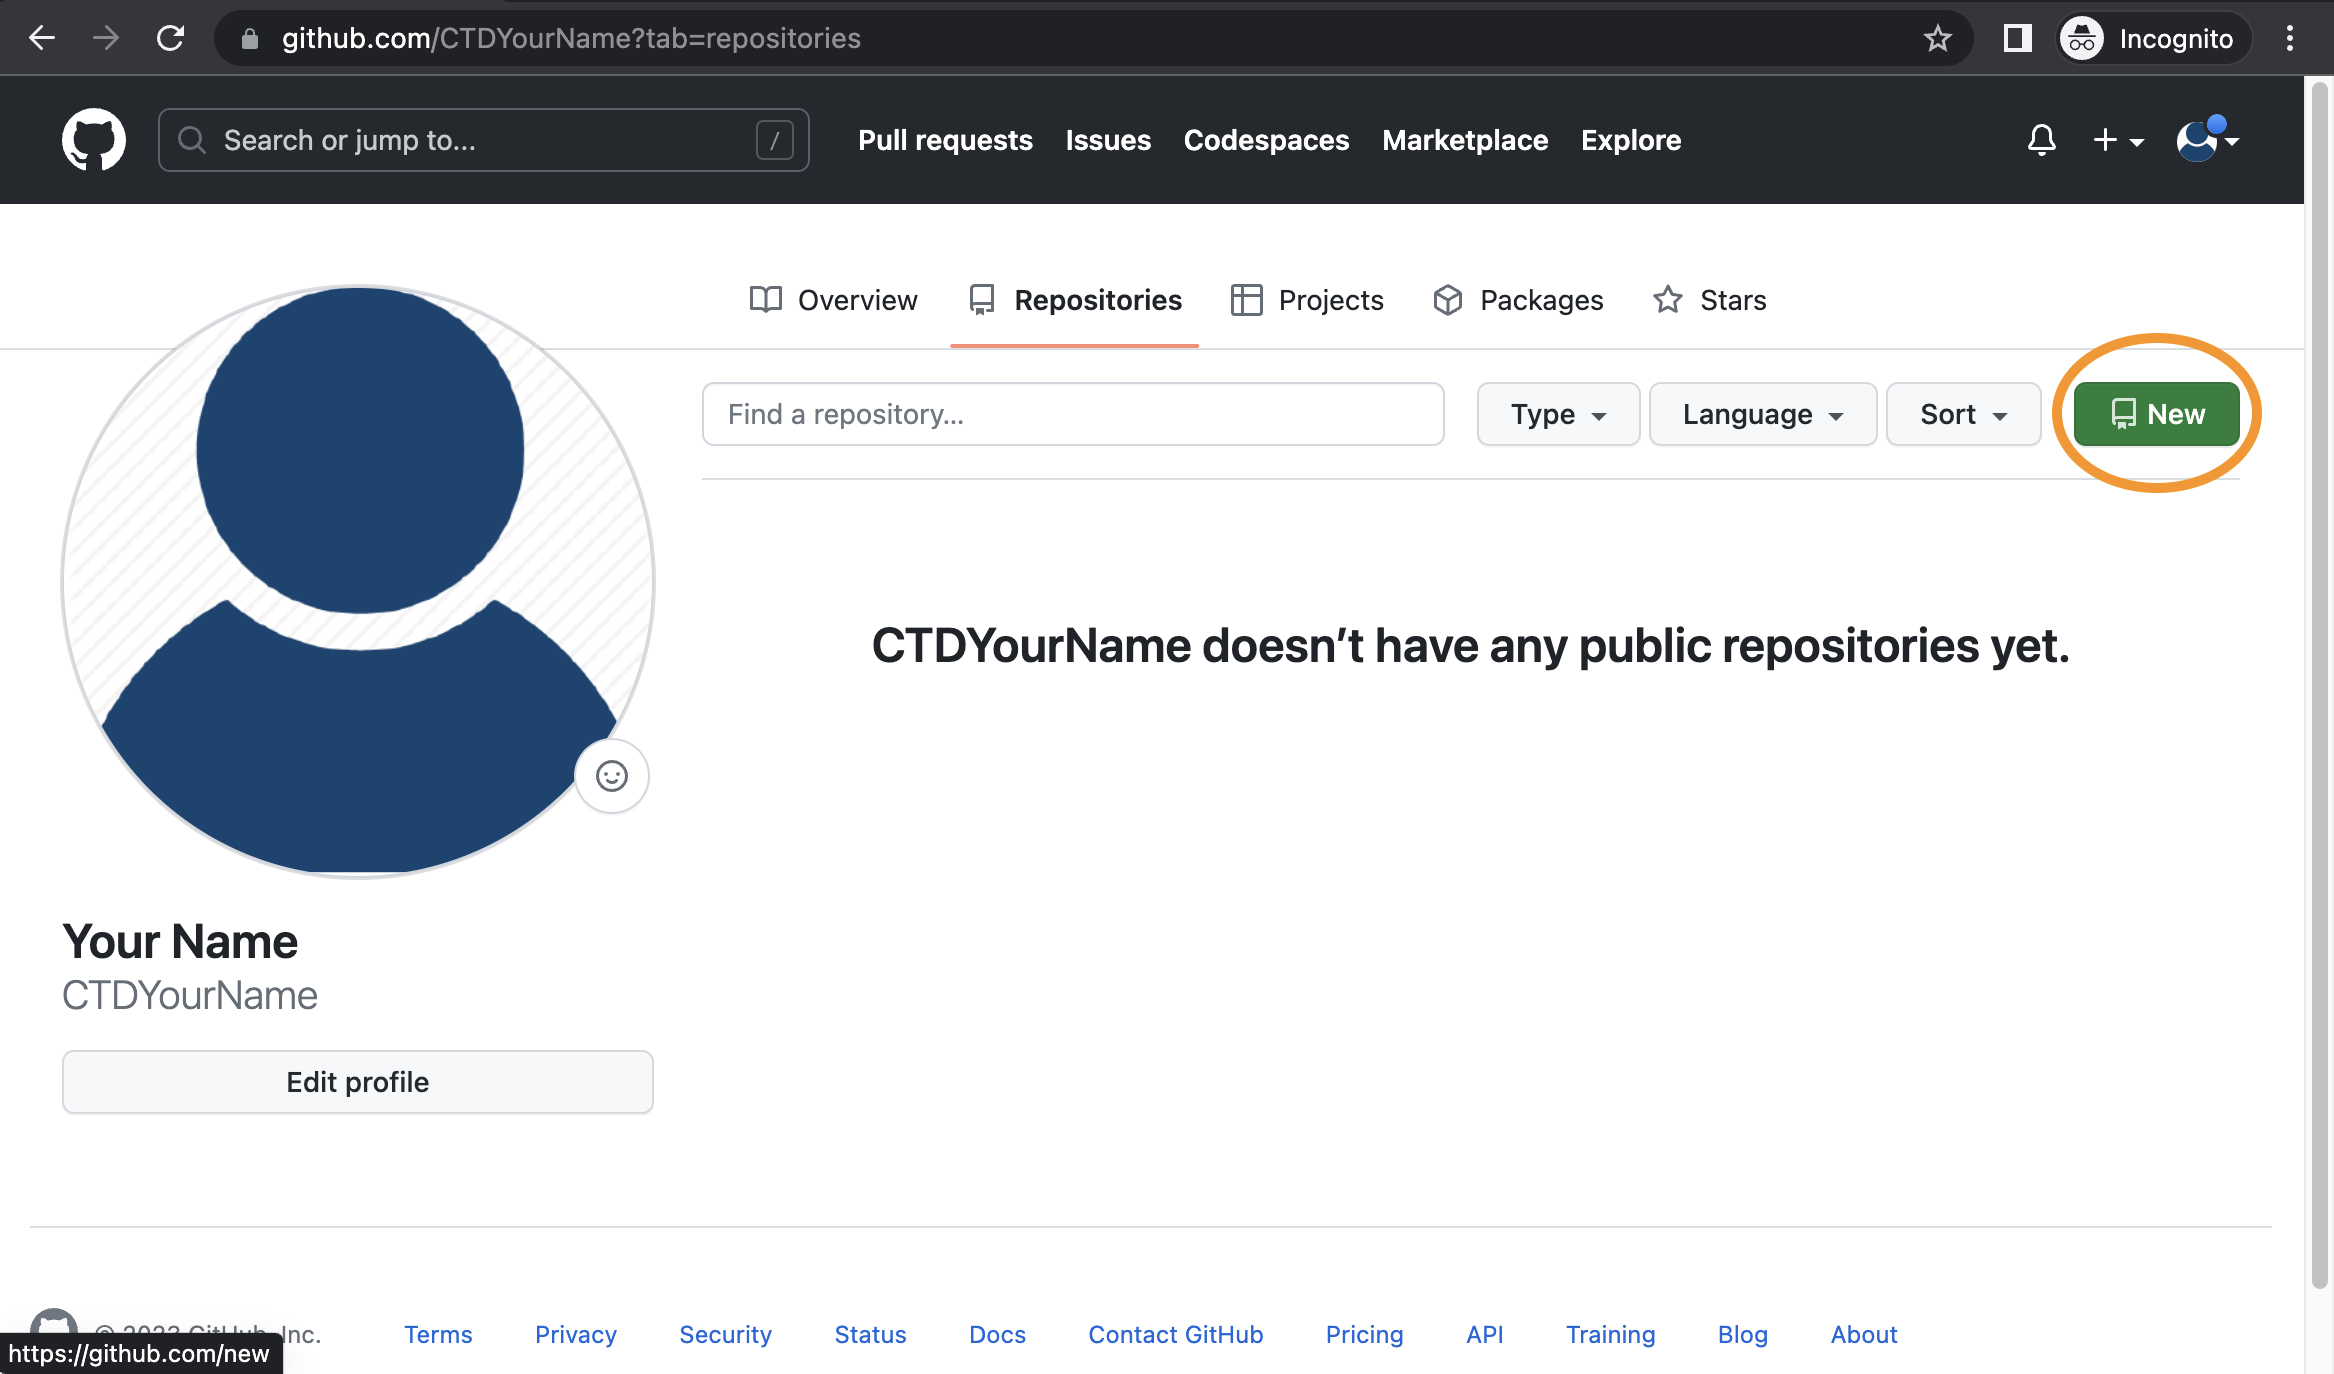 github.com/CTDYourName?tab=repositories
Incognito
Search or jump to...
/
Pull requests
Issues
Codespaces
Marketplace
Explore
Overview
Repositories
Projects
Packages
Stars
Find a repository...
Type
Language
Sort
New
CTDYourName doesn’t have any public repositories yet.
Your Name
CTDYourName
Edit profile
© 2023 GitHub, Inc.
Terms
Privacy
Security
Status
Docs
Contact GitHub
Pricing
API
Training
Blog
About
https://github.com/new